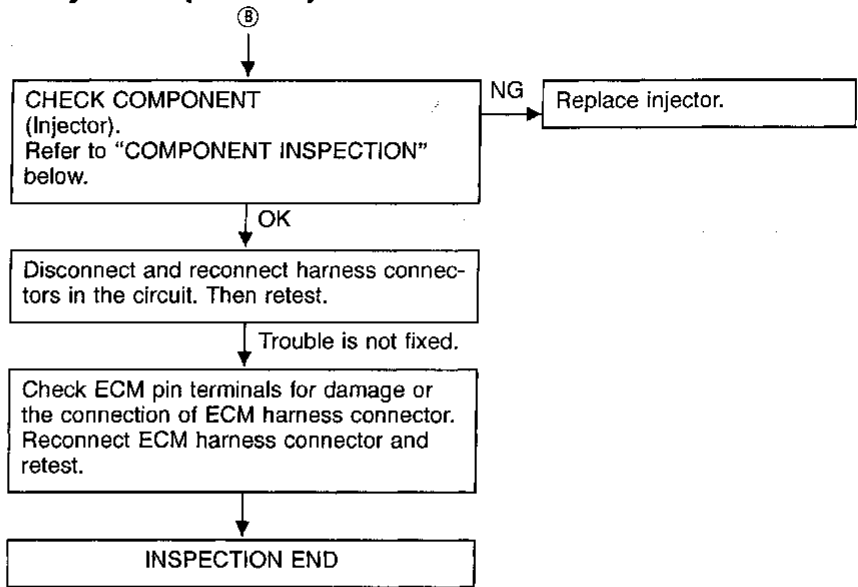 Ⓑ
CHECK COMPONENT
(Injector).
Refer to “COMPONENT INSPECTION”
below.
NG
Replace injector.
OK
Disconnect and reconnect harness connec-
tors in the circuit. Then retest.
Trouble is not fixed.
Check ECM pin terminals for damage or
the connection of ECM harness connector.
Reconnect ECM harness connector and
retest.
INSPECTION END